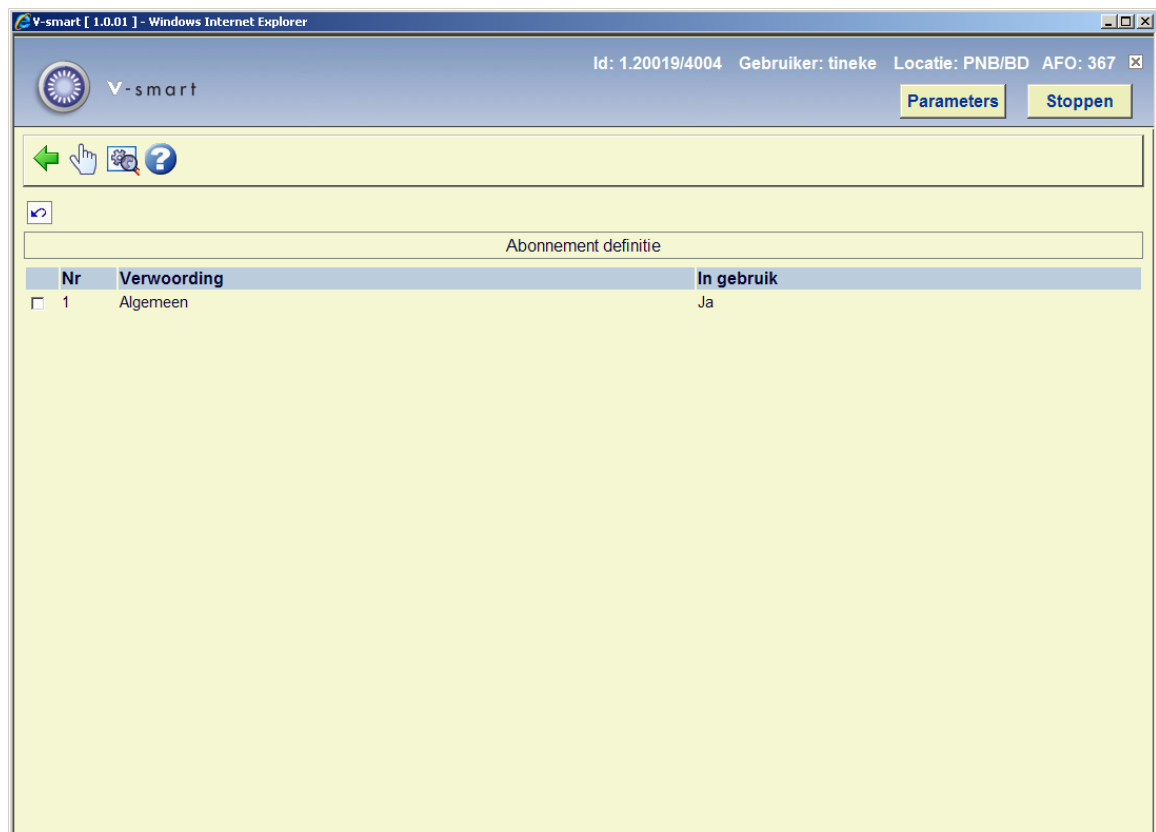 V-smart [ 1.0.01 ] - Windows Internet Explorer
Id: 1.20019/4004 Gebruiker: tineke Locatie: PNB/BD AFO: 367
V-smart
Parameters Stoppen
Abonnement definitie
Nr Verwoording In gebruik
1 Algemeen Ja